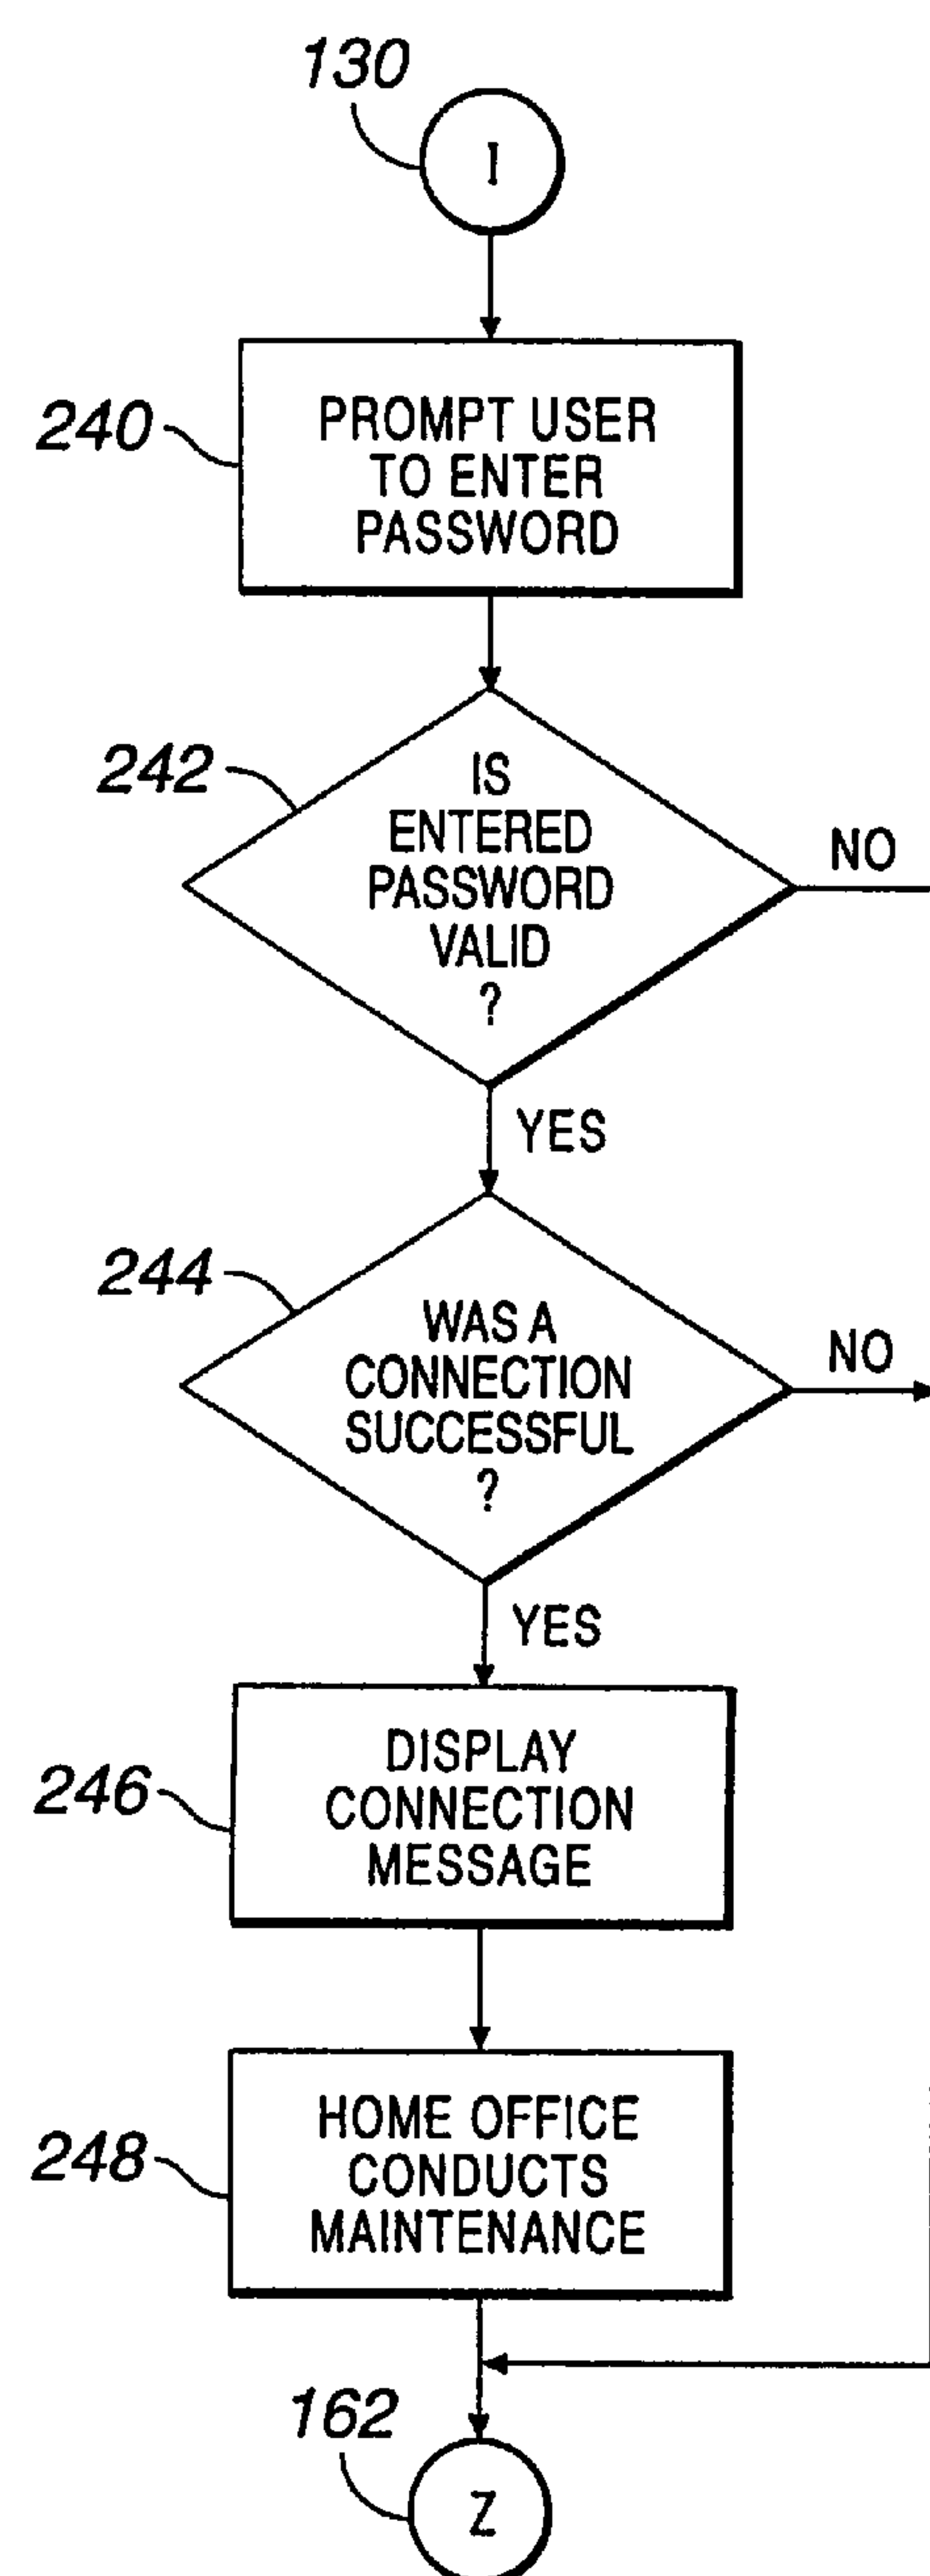 130
I
240
PROMPT USER
TO ENTER
PASSWORD
242
IS
ENTERED
PASSWORD
VALID
?
NO
YES
244
WAS A
CONNECTION
SUCCESSFUL
?
NO
YES
246
DISPLAY
CONNECTION
MESSAGE
248
HOME OFFICE
CONDUCTS
MAINTENANCE
162
Z